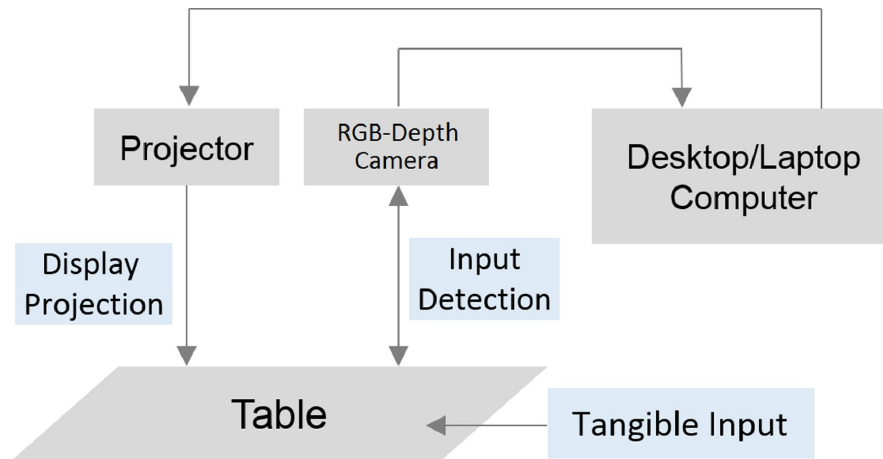 Projector
RGB-Depth
Camera
Desktop/Laptop
Computer
Display
Projection
Input
Detection
Table
Tangible Input